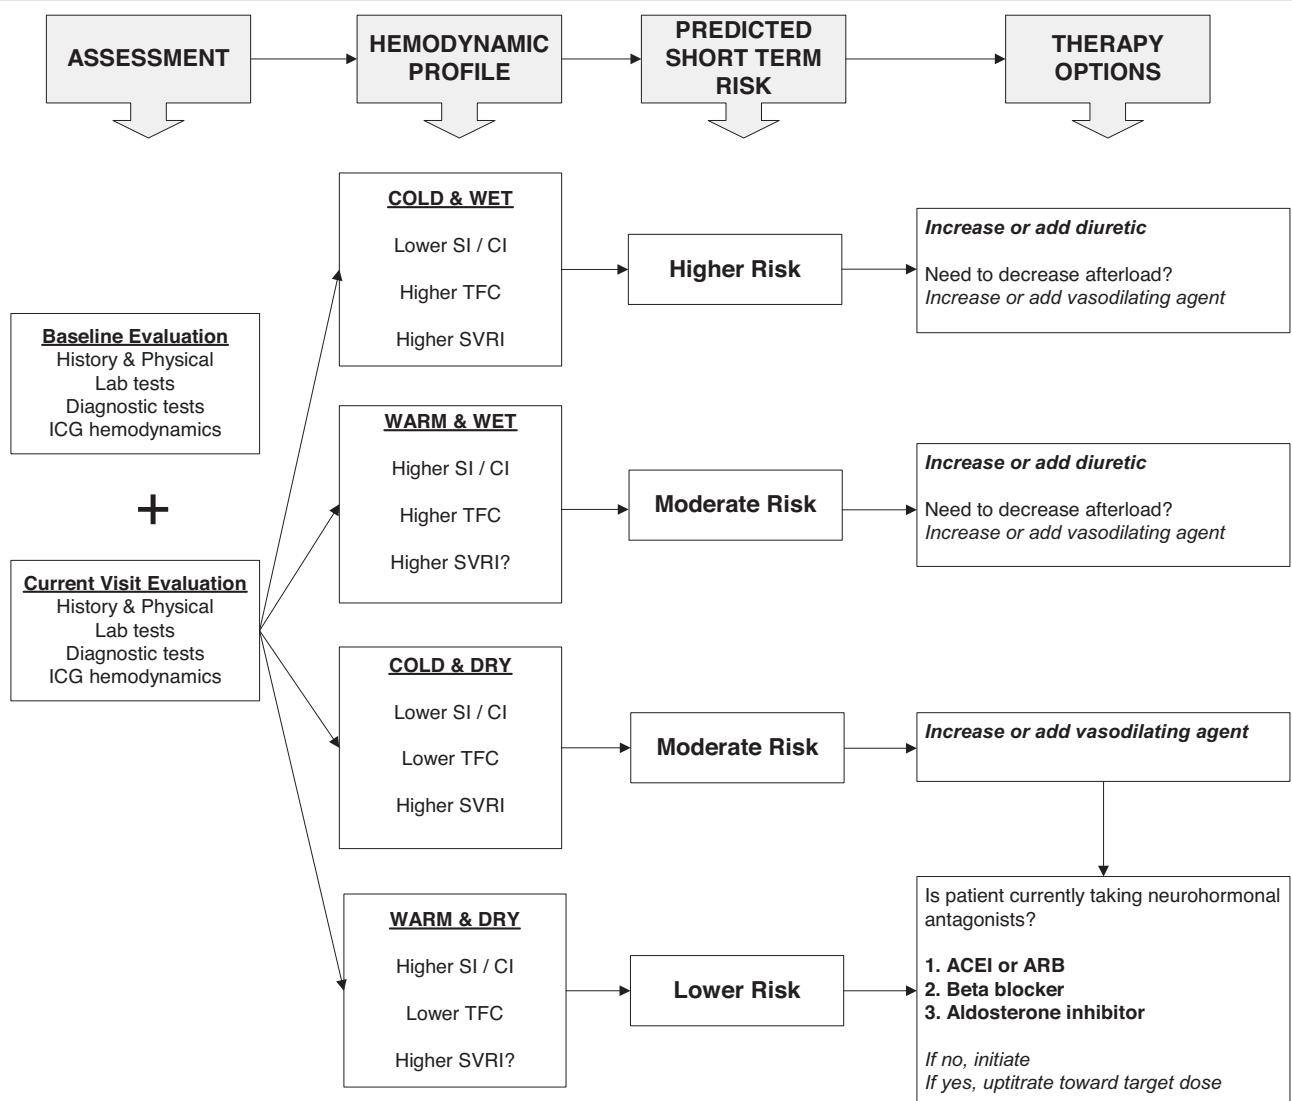 ASSESSMENT
HEMODYNAMIC
PROFILE
PREDICTED
SHORT TERM
RISK
THERAPY
OPTIONS
Baseline Evaluation
History & Physical
Lab tests
Diagnostic tests
ICG hemodynamics
+
Current Visit Evaluation
History & Physical
Lab tests
Diagnostic tests
ICG hemodynamics
COLD & WET
Lower SI / CI
Higher TFC
Higher SVRI
Higher Risk
Increase or add diuretic
Need to decrease afterload?
Increase or add vasodilating agent
WARM & WET
Higher SI / CI
Higher TFC
Higher SVRI?
Moderate Risk
Increase or add diuretic
Need to decrease afterload?
Increase or add vasodilating agent
COLD & DRY
Lower SI / CI
Lower TFC
Higher SVRI
Moderate Risk
Increase or add vasodilating agent
WARM & DRY
Higher SI / CI
Lower TFC
Higher SVRI?
Lower Risk
Is patient currently taking neurohormonal
antagonists?
1. ACEI or ARB
2. Beta blocker
3. Aldosterone inhibitor
If no, initiate
If yes, uptitrate toward target dose